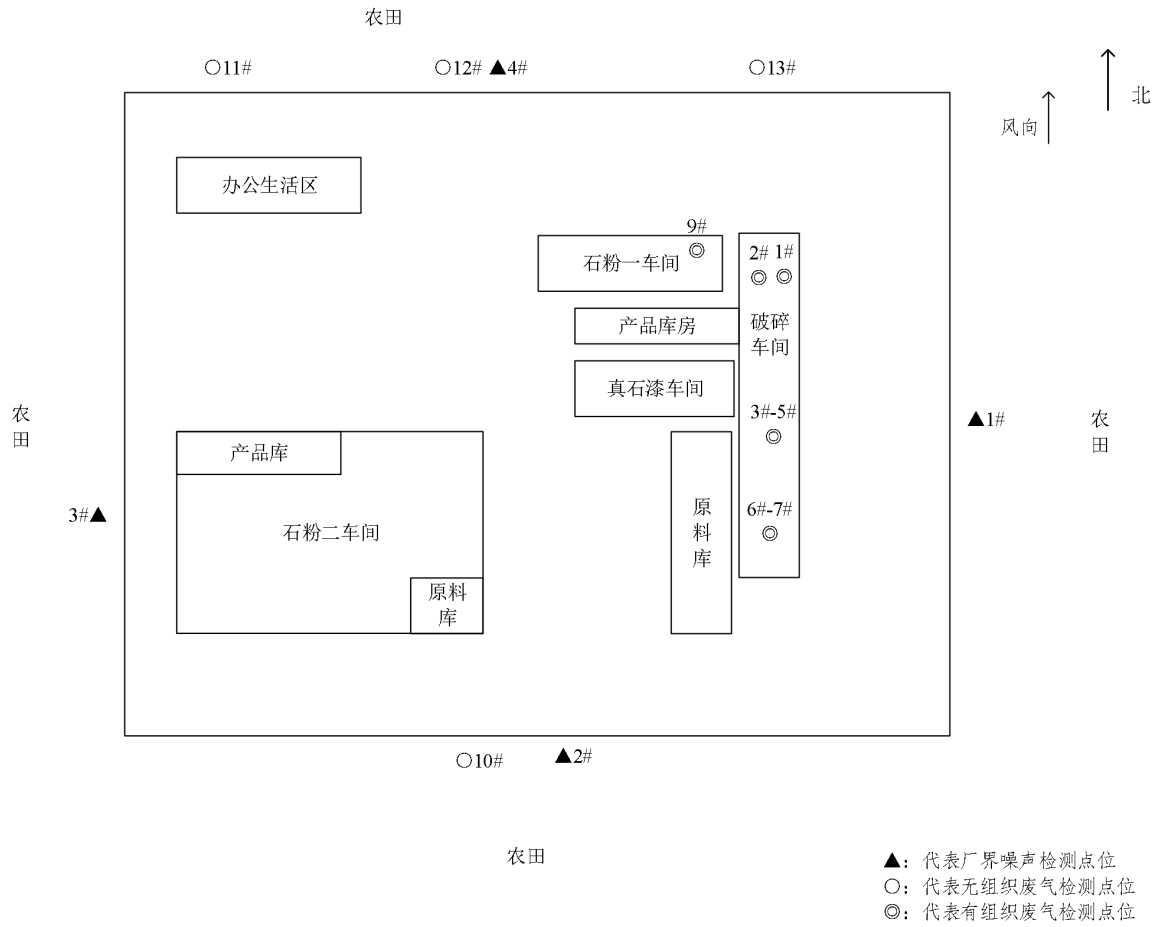 农田
○11#
○12# ▲4#
○13#
北
风向
办公生活区
9#
石粉一车间
2# 1#
产品库房
破碎
车间
真石漆车间
3#-5#
▲1#
农
田
农
田
产品库
3#▲
石粉二车间
原
料
库
6#-7#
原料
库
○10#
▲2#
农田
▲：代表厂界噪声检测点位
○：代表无组织废气检测点位
◎：代表有组织废气检测点位